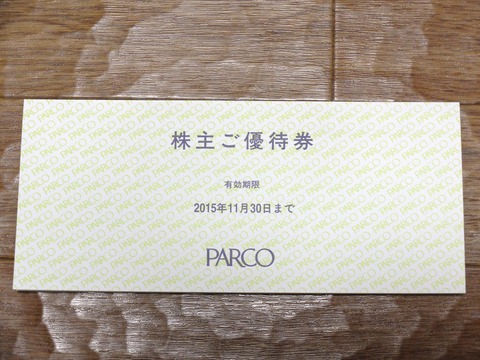 株主ご優待券
有効期限
2015年11月30日まで
PARCO